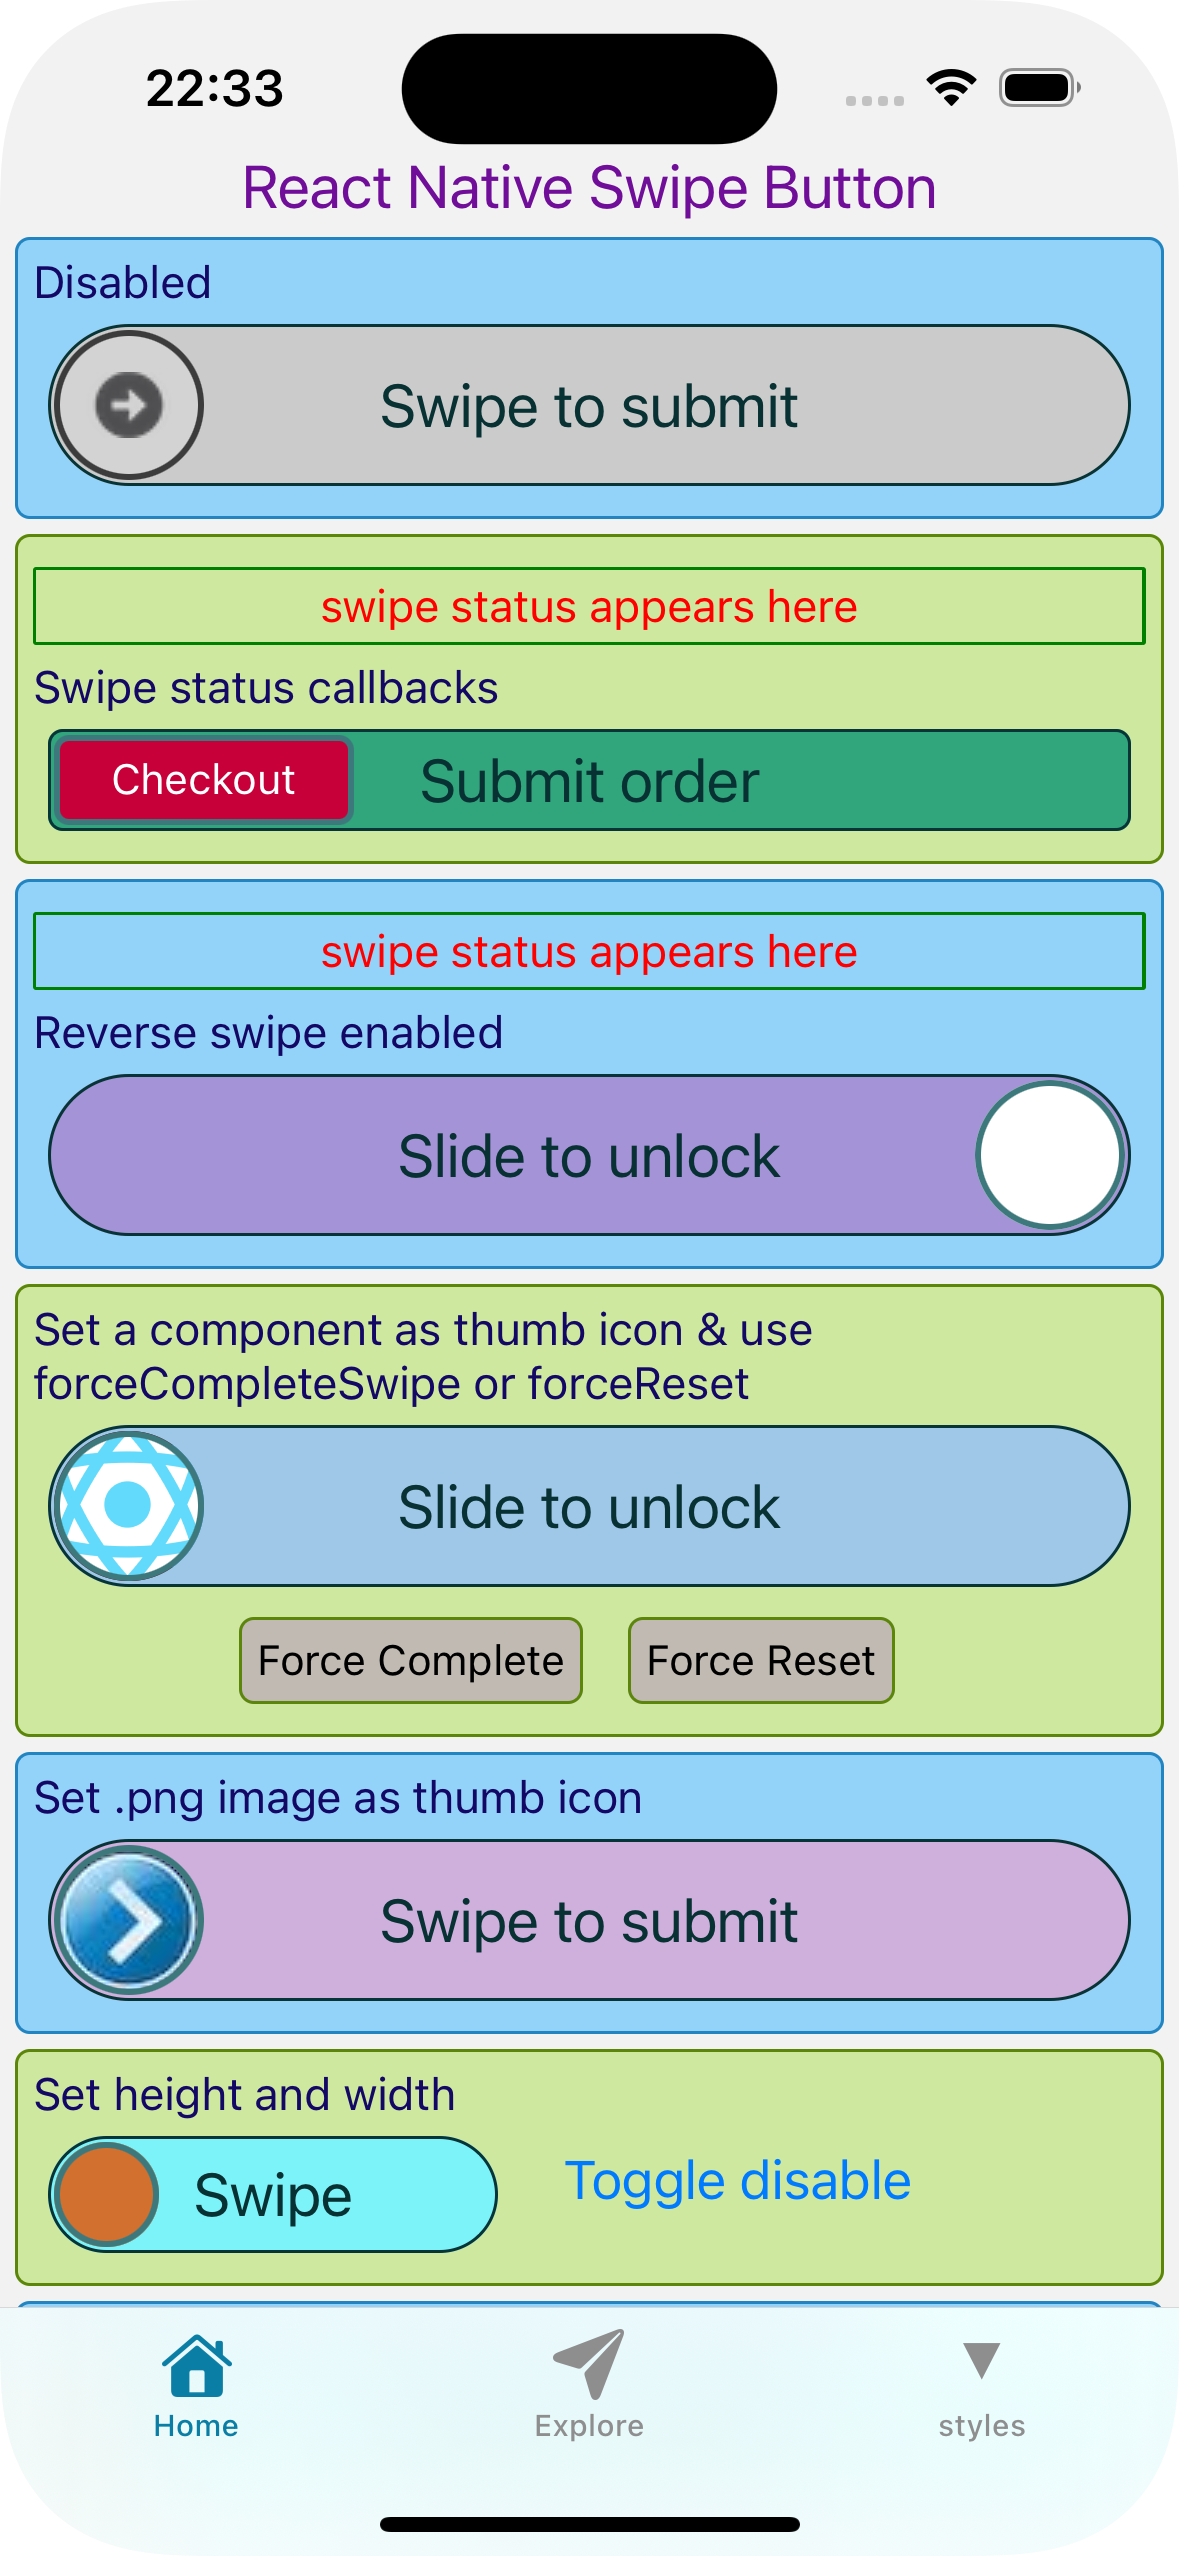 22:33
React Native Swipe Button
Disabled
Swipe to submit
swipe status appears here
Swipe status callbacks
Checkout
Submit order
swipe status appears here
Reverse swipe enabled
Slide to unlock
Set a component as thumb icon & use
forceCompleteSwipe or forceReset
Slide to unlock
Force Complete
Force Reset
Set .png image as thumb icon
Swipe to submit
Set height and width
Swipe
Toggle disable
Home
Explore
styles